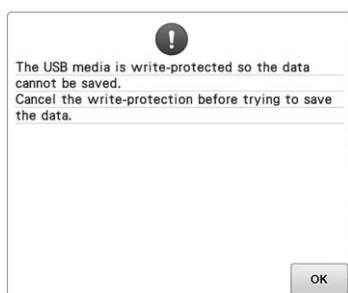 The USB media is write-protected so the data
cannot be saved.
Cancel the write-protection before trying to save
the data.
OK